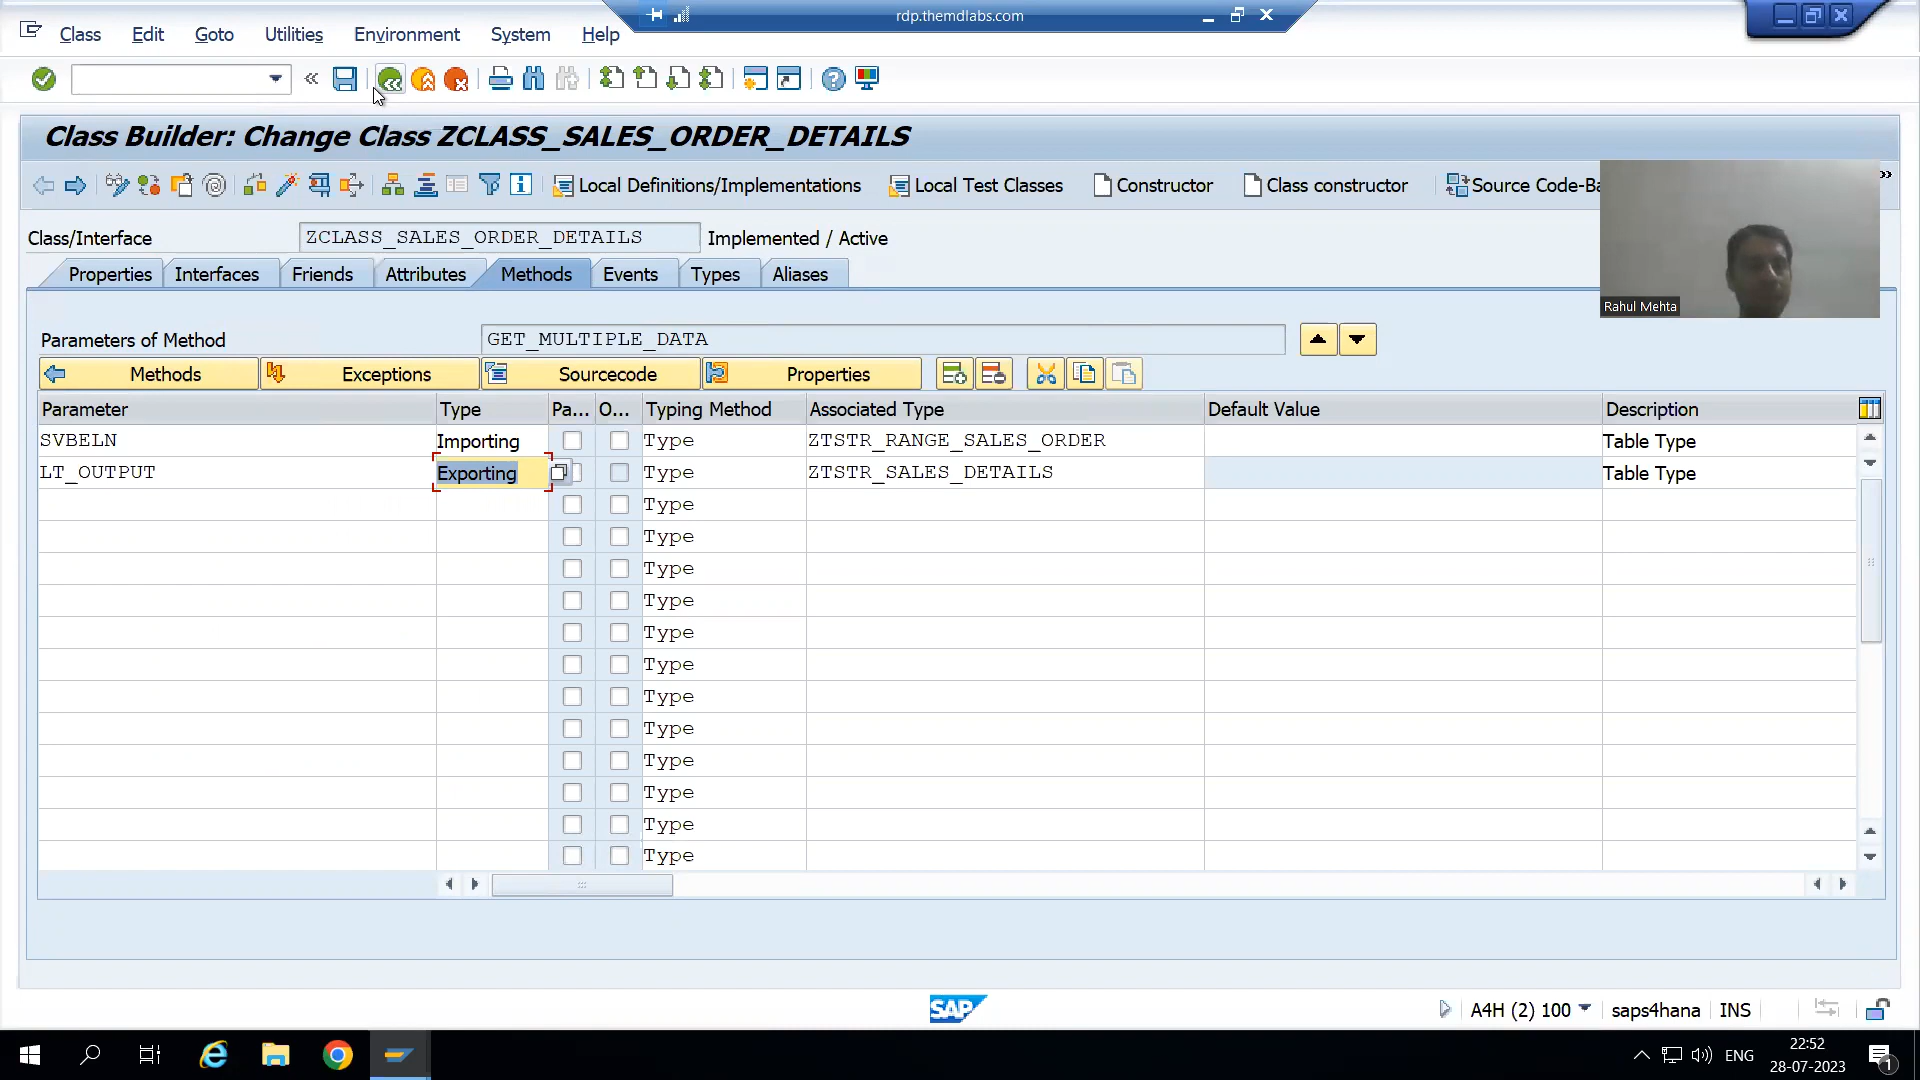 rdp.themdlabs.com
Class Edit Goto Utilities Environment System Help
Class Builder: Change Class ZCLASS_SALES_ORDER_DETAILS
Local Definitions/Implementations Local Test Classes Constructor Class constructor Source Code-Ba
Class/Interface ZCLASS_SALES_ORDER_DETAILS Implemented / Active
Properties Interfaces Friends Attributes Methods Events Types Aliases
Rahul Mehta
Parameters of Method GET_MULTIPLE_DATA
Methods Exceptions Sourcecode Properties
Parameter Type Pa... O... Typing Method Associated Type Default Value Description
SVBELN Importing Type ZTSTR_RANGE_SALES_ORDER Table Type
LT_OUTPUT Exporting Type ZTSTR_SALES_DETAILS Table Type
Type
Type
Type
Type
Type
Type
Type
Type
Type
Type
Type
Type
SAP A4H (2) 100 saps4hana INS
ENG
22:52
28-07-2023
1